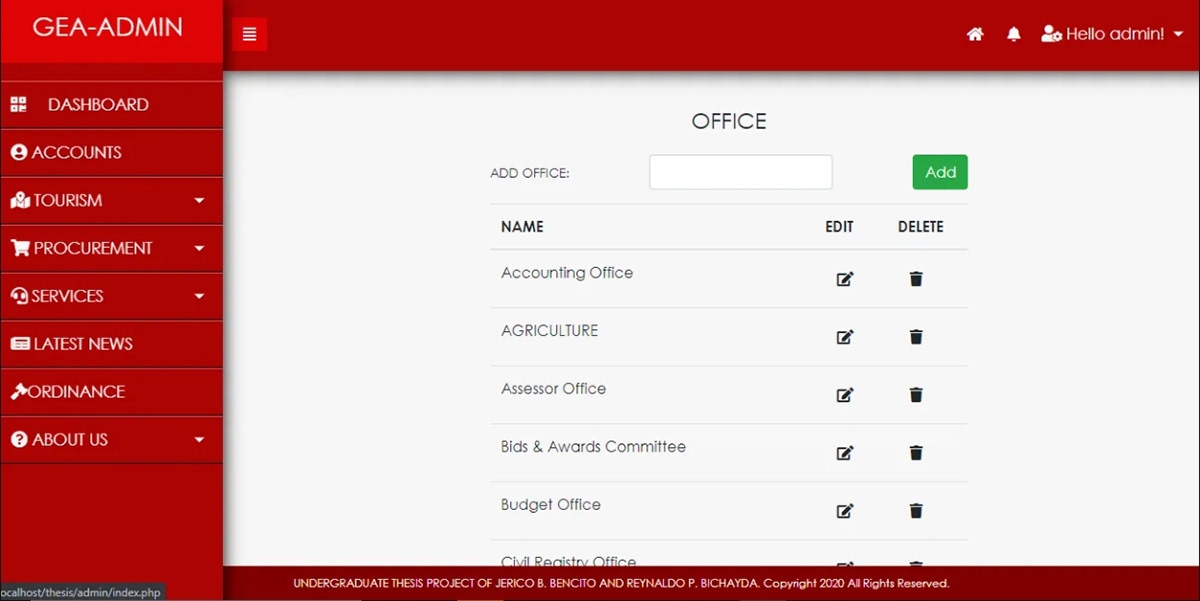 GEA-ADMIN
Hello admin!
DASHBOARD
ACCOUNTS
TOURISM
PROCUREMENT
SERVICES
LATEST NEWS
ORDINANCE
ABOUT US
OFFICE
ADD OFFICE:
Add
NAME EDIT DELETE
Accounting Office
AGRICULTURE
Assessor Office
Bids & Awards Committee
Budget Office
Civil Registry Office
UNDERGRADUATE THESIS PROJECT OF JERICO B. BENCITO AND REYNALDO P. BICHAYDA. Copyright 2020 All Rights Reserved.
ocalhost/thesis/admin/index.php